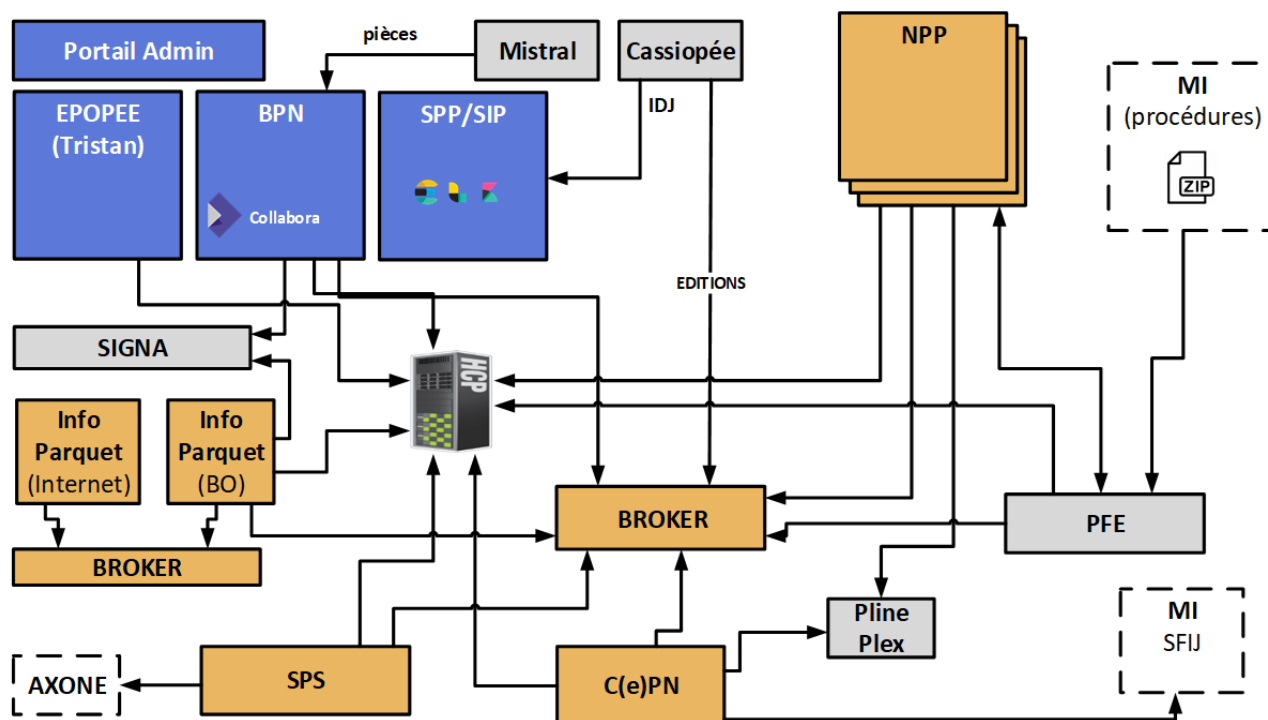 Portail Admin
pièces
Mistral
Cassiopée
NPP
MI
(procédures)
ZIP
EPOPEE
(Tristan)
BPN
Collabora
SPP/SIP
IDJ
EDITIONS
SIGNA
HCP
Info
Parquet
(Internet)
Info
Parquet
(BO)
BROKER
BROKER
PFE
Pline
Plex
MI
SFIJ
AXONE
SPS
C(e)PN